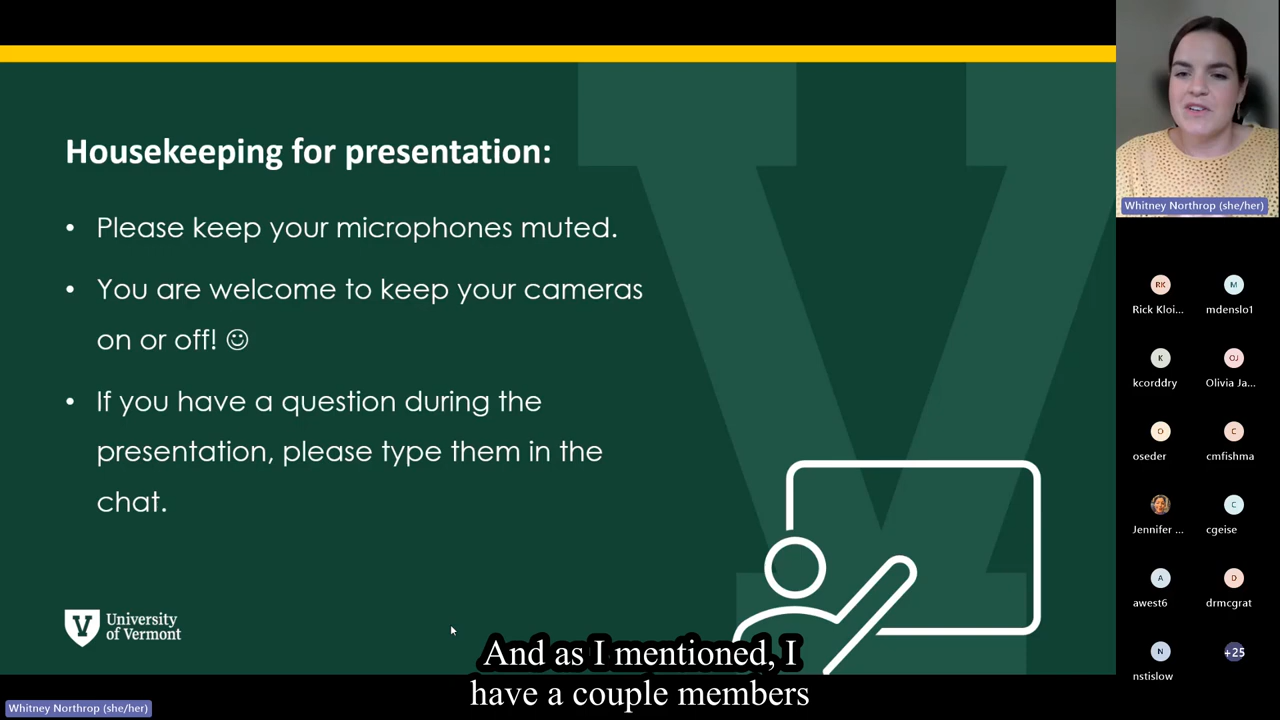 Housekeeping for presentation:
• Please keep your microphones muted.
• You are welcome to keep your cameras
on or off! ☺
• If you have a question during the
presentation, please type them in the
chat.
V University
of Vermont
And as I mentioned, I
have a couple members
Whitney Northrop (she/her)
Whitney Northrop (she/her)
RK
M
Rick Kloi...
mdenslo1
K
OJ
kcorddry
Olivia Ja...
O
C
oseder
cmfishma
C
Jennifer ...
cgeise
A
D
awest6
drmcgrat
N
+25
nstislow